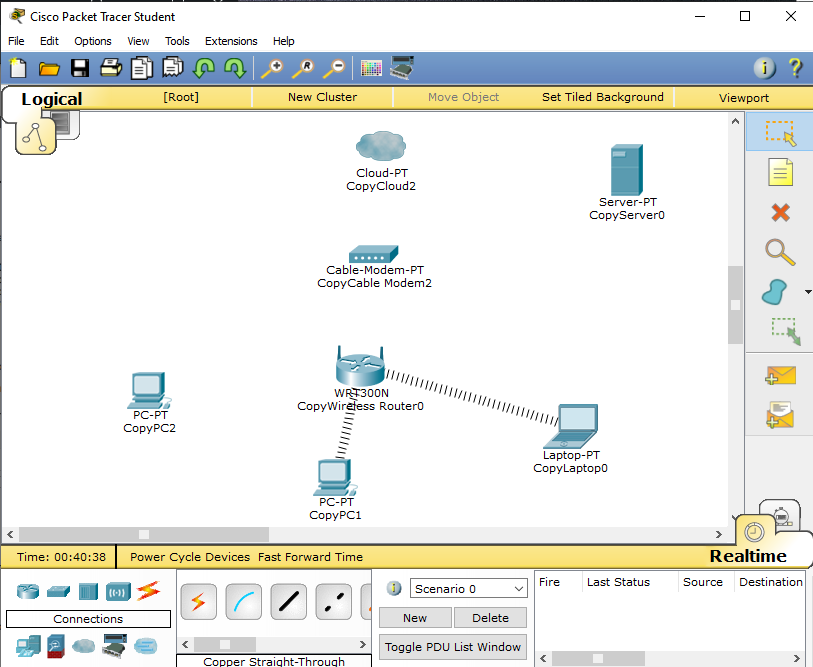 Cisco Packet Tracer Student
File Edit Options View Tools Extensions Help
Logical [Root] New Cluster Move Object Set Tiled Background Viewport
Cloud-PT
CopyCloud2
Server-PT
CopyServer0
Cable-Modem-PT
CopyCable Modem2
WRT300N
CopyWireless Router0
PC-PT
CopyPC2
Laptop-PT
CopyLaptop0
PC-PT
CopyPC1
Time: 00:40:38 Power Cycle Devices Fast Forward Time Realtime
Connections
Copper Straight-Through
Scenario 0
New Delete
Toggle PDU List Window
Fire Last Status Source Destination